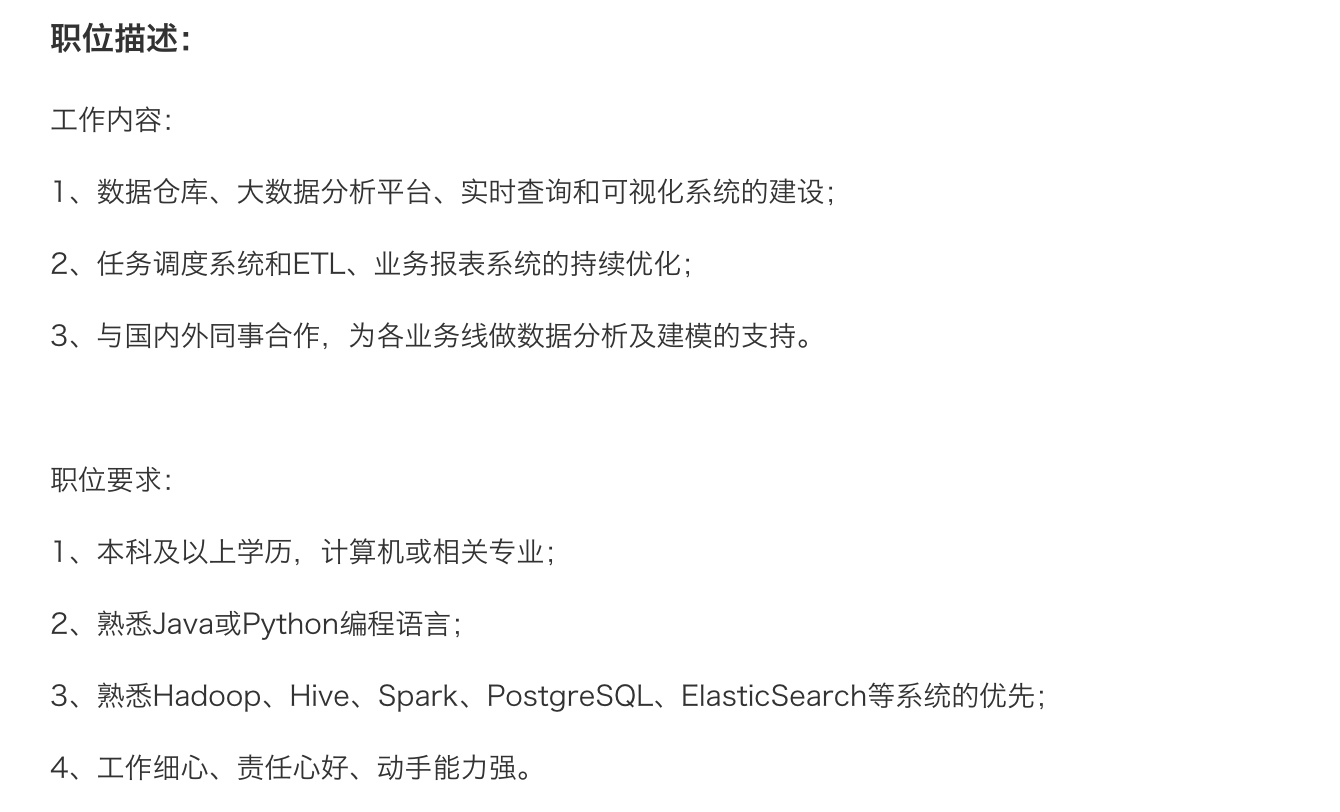 职位描述：
工作内容：
1、数据仓库、大数据分析平台、实时查询和可视化系统的建设；
2、任务调度系统和ETL、业务报表系统的持续优化；
3、与国内外同事合作，为各业务线做数据分析及建模的支持。
职位要求：
1、本科及以上学历，计算机或相关专业；
2、熟悉Java或Python编程语言；
3、熟悉Hadoop、Hive、Spark、PostgreSQL、ElasticSearch等系统的优先；
4、工作细心、责任心好、动手能力强。